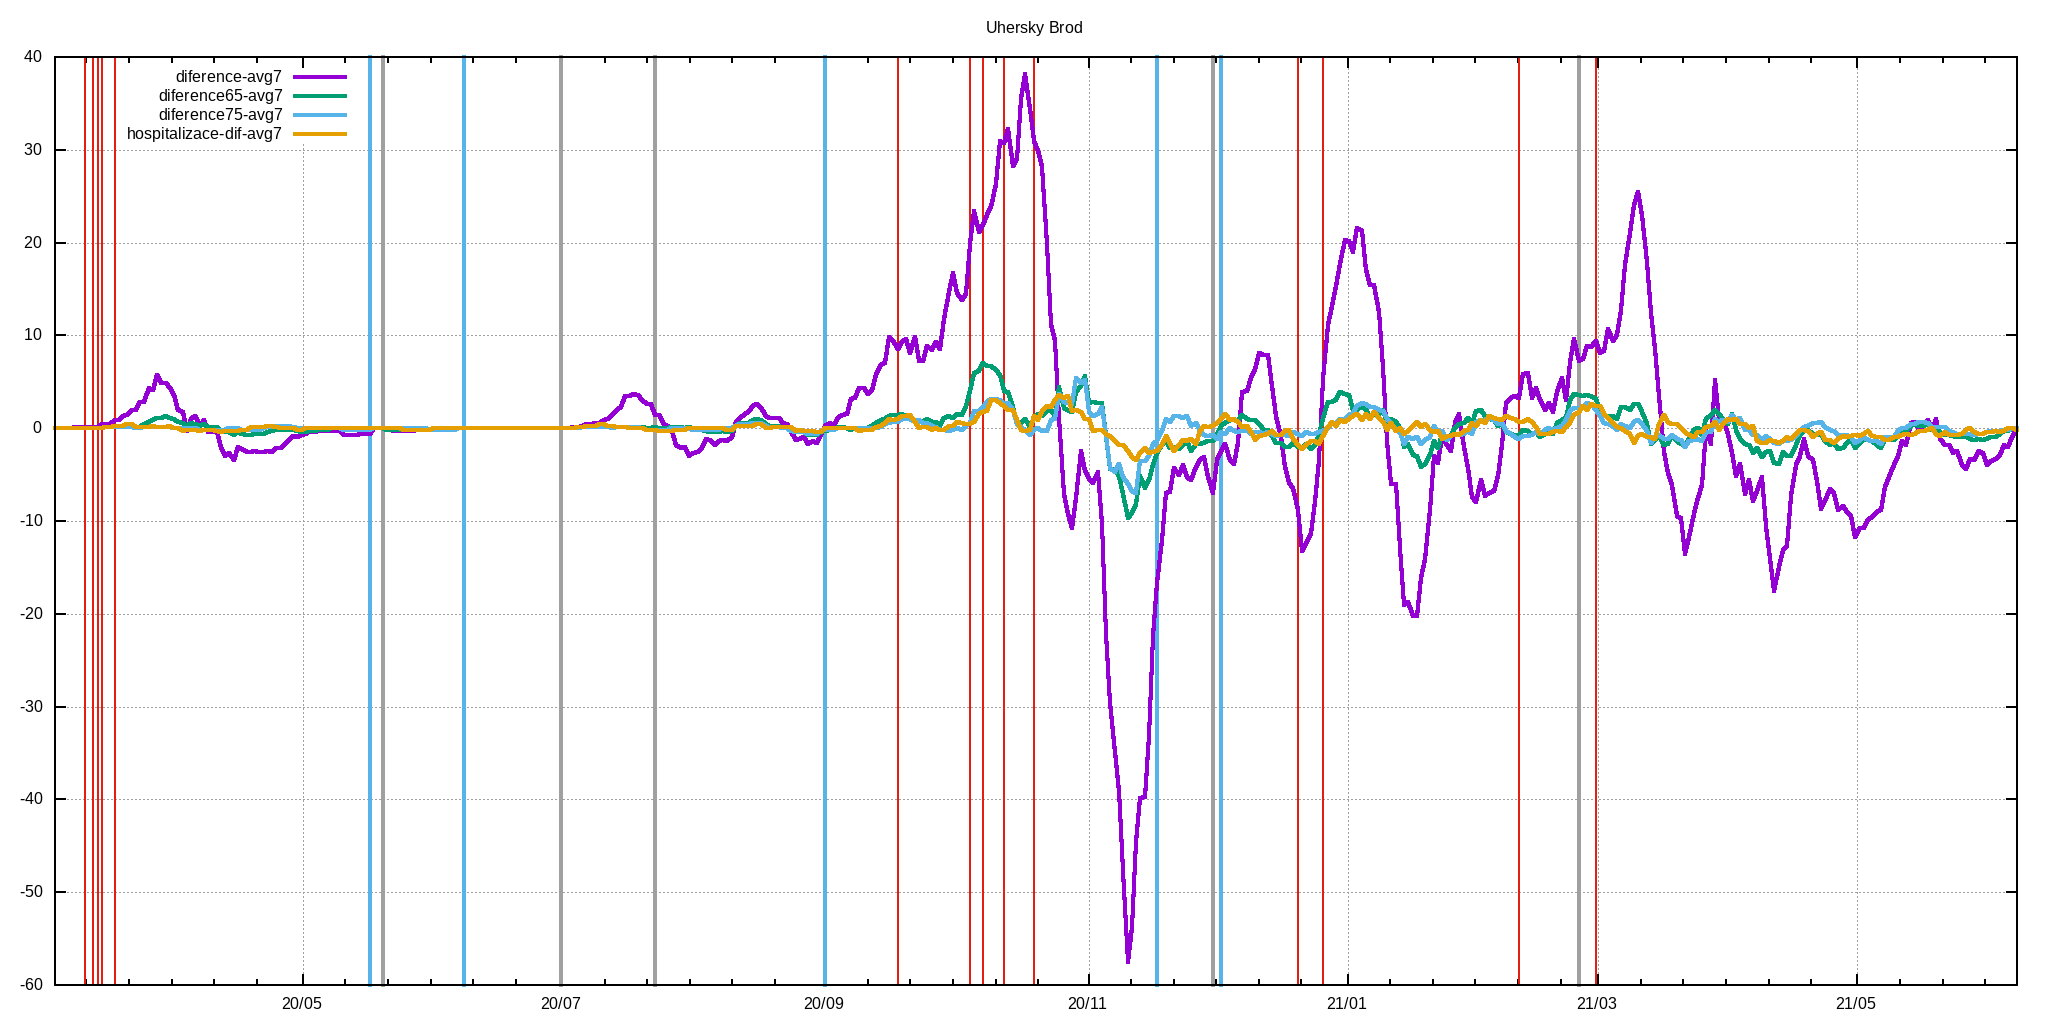 Uhersky Brod
diference-avg7
diference65-avg7
diference75-avg7
hospitalizace-dif-avg7
40
30
20
10
0
-10
-20
-30
-40
-50
-60
20/05 20/07 20/09 20/11 21/01 21/03 21/05